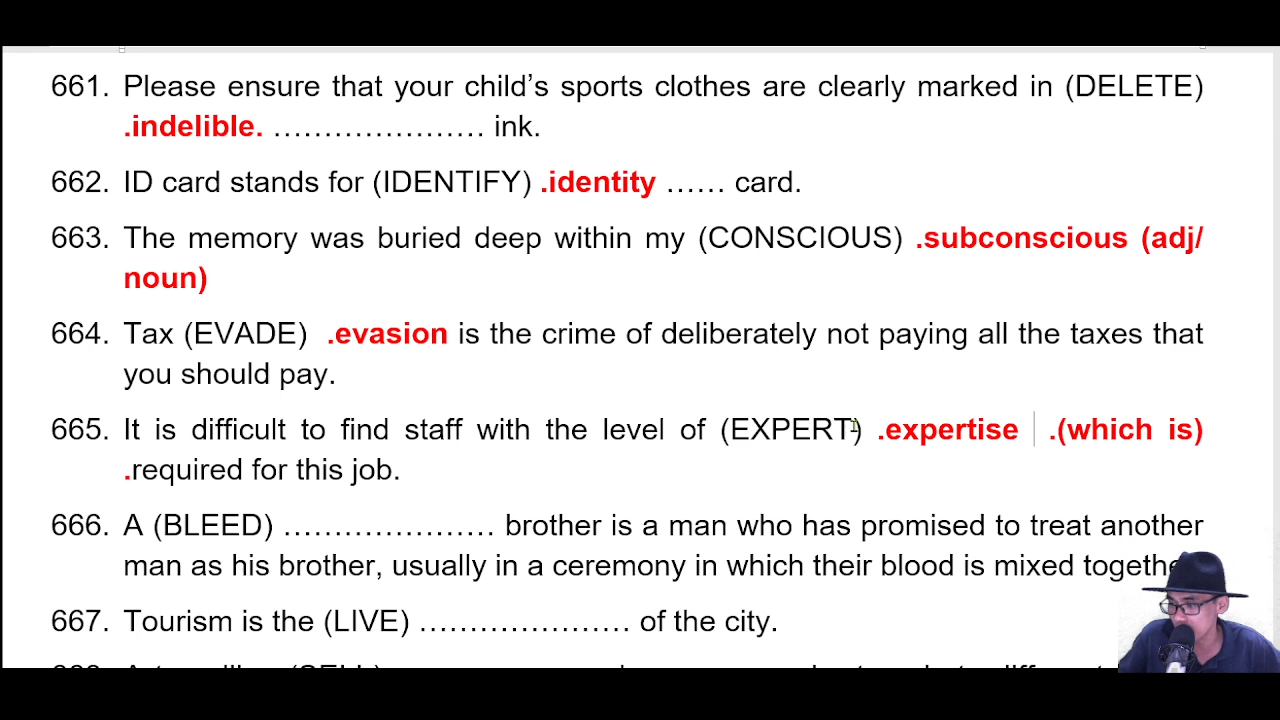 661. Please ensure that your child’s sports clothes are clearly marked in (DELETE)
.indelible. ………………… ink.
662. ID card stands for (IDENTIFY) .identity …… card.
663. The memory was buried deep within my (CONSCIOUS) .subconscious (adj/
noun)
664. Tax (EVADE) .evasion is the crime of deliberately not paying all the taxes that
you should pay.
665. It is difficult to find staff with the level of (EXPERT) .expertise .(which is)
.required for this job.
666. A (BLEED) ………………… brother is a man who has promised to treat another
man as his brother, usually in a ceremony in which their blood is mixed
667. Tourism is the (LIVE) ………………… of the city.